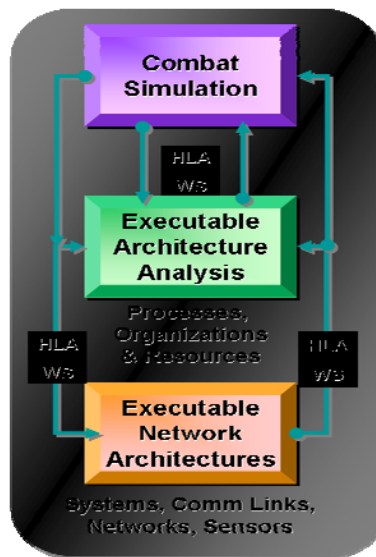 Combat
Simulation
HLA
WS
Executable
Architecture
Analysis
Processes,
Organizations
& Resources
HLA
WS
HLA
WS
Executable
Network
Architectures
Systems, Comm Links,
Networks, Sensors